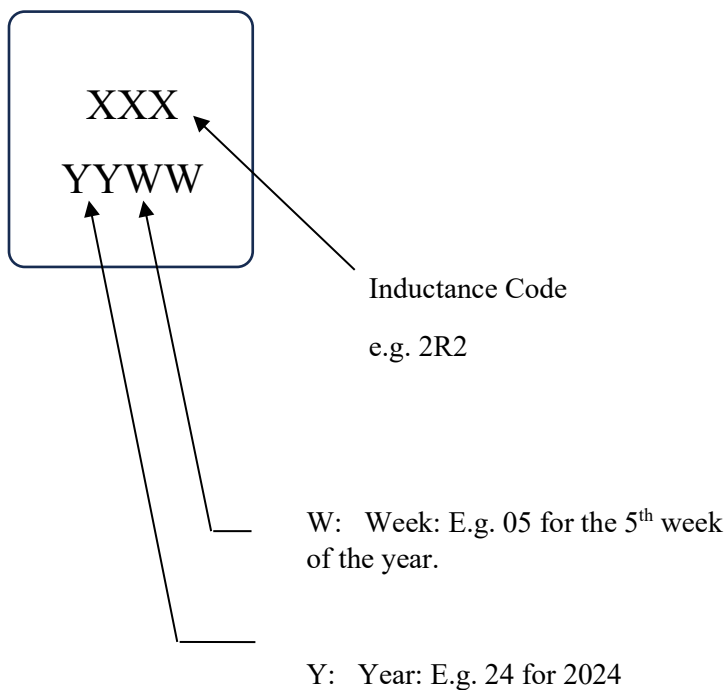 XXX
YYWW
Inductance Code
e.g. 2R2
W: Week: E.g. 05 for the 5th week
of the year.
Y: Year: E.g. 24 for 2024